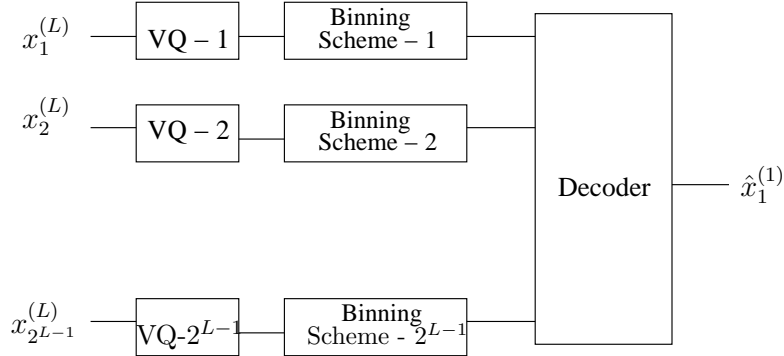 x_1^{(L)}
VQ – 1
Binning
Scheme – 1
x_2^{(L)}
VQ – 2
Binning
Scheme – 2
Decoder
\hat{x}_1^{(1)}
x_{2^{L-1}}^{(L)}
VQ-2^{L-1}
Binning
Scheme - 2^{L-1}